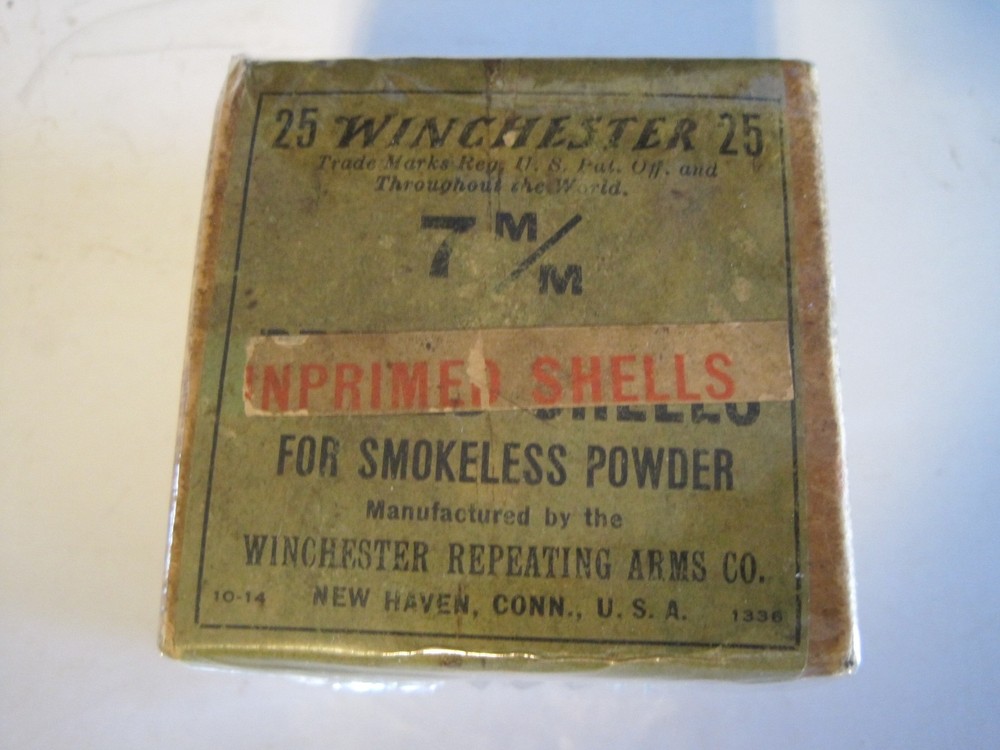 25 WINCHESTER 25
Trade Marks Reg. U. S. Pat. Off. and
Throughout the World.
7 M/M
NPRIMED SHELLS
SHELLS
FOR SMOKELESS POWDER
Manufactured by the
WINCHESTER REPEATING ARMS CO.
10-14 NEW HAVEN, CONN., U. S. A. 1336